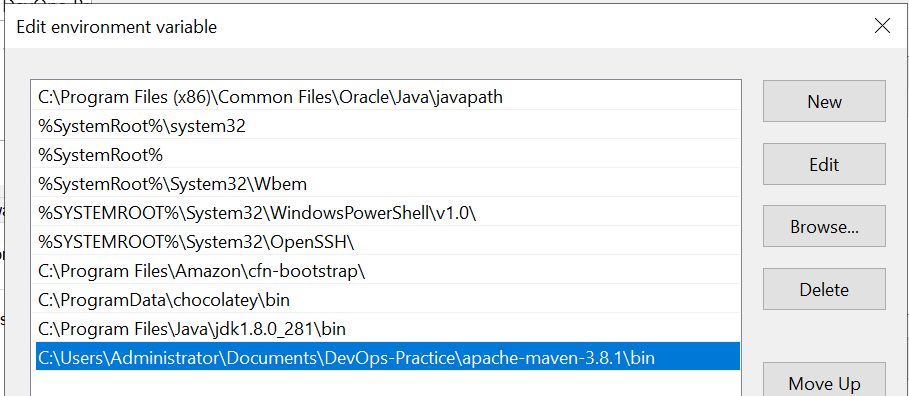 Edit environment variable
C:\Program Files (x86)\Common Files\Oracle\Java\javapath
%SystemRoot%\system32
%SystemRoot%
%SystemRoot%\System32\Wbem
%SYSTEMROOT%\System32\WindowsPowerShell\v1.0\
%SYSTEMROOT%\System32\OpenSSH\
C:\Program Files\Amazon\cfn-bootstrap\
C:\ProgramData\chocolatey\bin
C:\Program Files\Java\jdk1.8.0_281\bin
C:\Users\Administrator\Documents\DevOps-Practice\apache-maven-3.8.1\bin
New
Edit
Browse...
Delete
Move Up